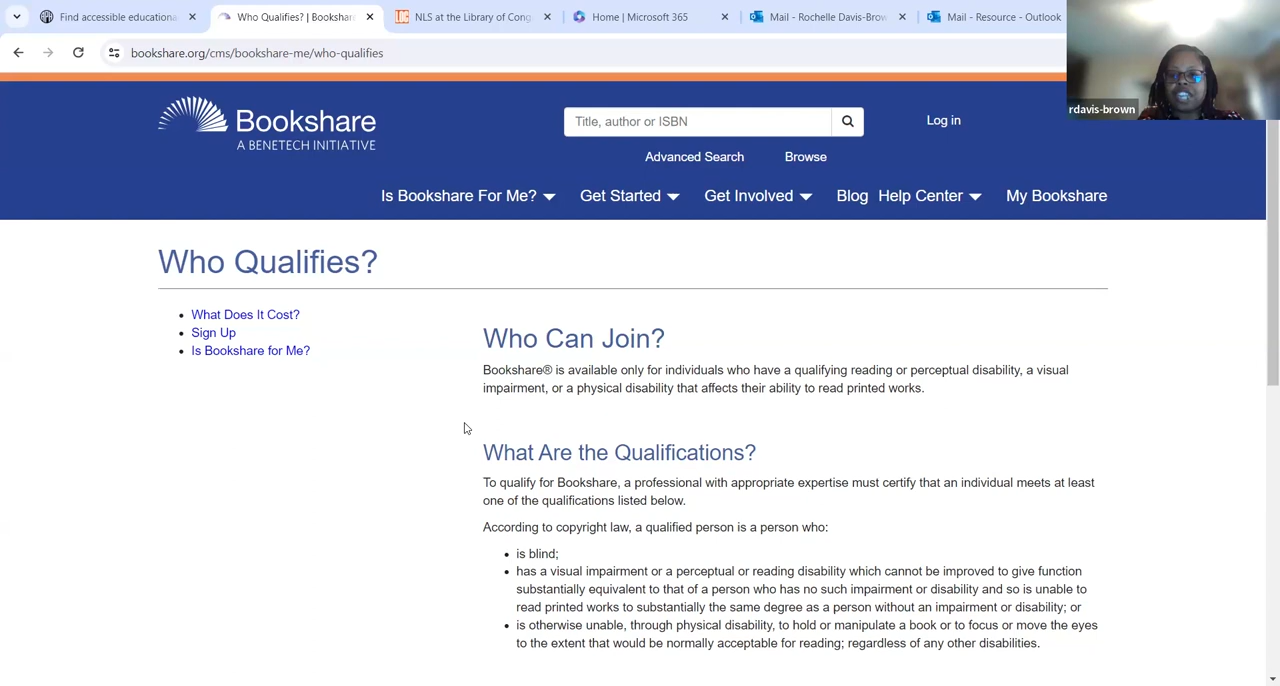 Find accessible educationa
Who Qualifies? | Bookshar
NLS at the Library of Cong
Home | Microsoft 365
Mail - Rochelle Davis-Brow
Mail - Resource - Outlook
bookshare.org/cms/bookshare-me/who-qualifies
rdavis-brown
Bookshare
A BENETECH INITIATIVE
Title, author or ISBN
Log in
Advanced Search
Browse
Is Bookshare For Me?
Get Started
Get Involved
Blog
Help Center
My Bookshare
Who Qualifies?
• What Does It Cost?
• Sign Up
• Is Bookshare for Me?
Who Can Join?
Bookshare® is available only for individuals who have a qualifying reading or perceptual disability, a visual
impairment, or a physical disability that affects their ability to read printed works.
What Are the Qualifications?
To qualify for Bookshare, a professional with appropriate expertise must certify that an individual meets at least
one of the qualifications listed below.
According to copyright law, a qualified person is a person who:
• is blind;
• has a visual impairment or a perceptual or reading disability which cannot be improved to give function
substantially equivalent to that of a person who has no such impairment or disability and so is unable to
read printed works to substantially the same degree as a person without an impairment or disability; or
• is otherwise unable, through physical disability, to hold or manipulate a book or to focus or move the eyes
to the extent that would be normally acceptable for reading; regardless of any other disabilities.